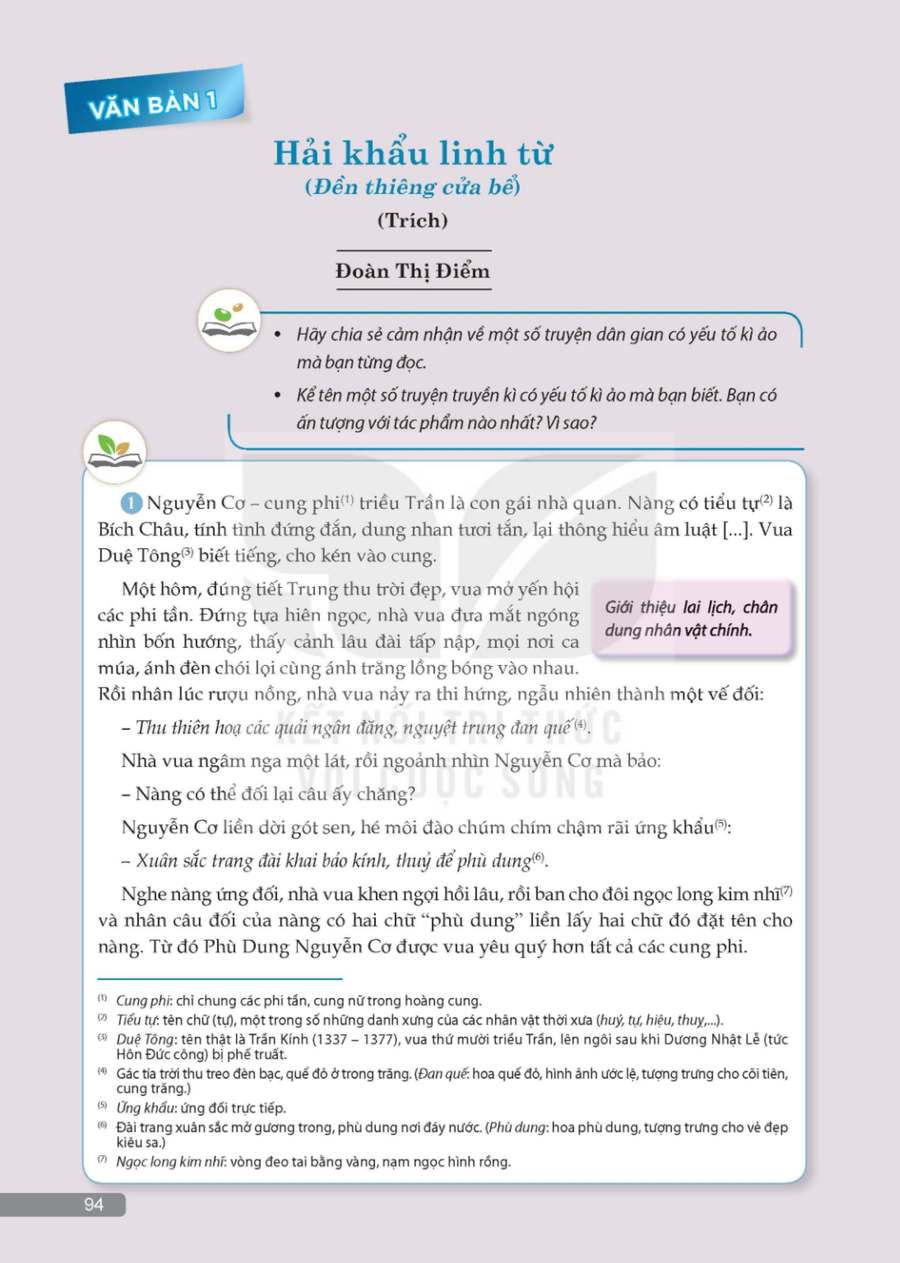 VĂN BẢN 1
Hải khẩu linh từ
(Đền thiêng cửa bể)
(Trích)
Đoàn Thị Điểm
• Hãy chia sẻ cảm nhận về một số truyện dân gian có yếu tố kì ảo
mà bạn từng đọc.
• Kể tên một số truyện truyền kì có yếu tố kì ảo mà bạn biết. Bạn có
ấn tượng với tác phẩm nào nhất? Vì sao?
1 Nguyễn Cơ – cung phi(1) triều Trần là con gái nhà quan. Nàng có tiểu tự(2) là
Bích Châu, tính tình đứng đắn, dung nhan tươi tắn, lại thông hiểu âm luật [...]. Vua
Duệ Tông(3) biết tiếng, cho kén vào cung.
Một hôm, đúng tiết Trung thu trời đẹp, vua mở yến hội
các phi tần. Đứng tựa hiên ngọc, nhà vua đưa mắt ngóng
nhìn bốn hướng, thấy cảnh lâu đài tấp nập, mọi nơi ca
múa, ánh đèn chói lọi cùng ánh trăng lồng bóng vào nhau.
Rồi nhân lúc rượu nồng, nhà vua nảy ra thi hứng, ngẫu nhiên thành một vế đối:
Giới thiệu lai lịch, chân
dung nhân vật chính.
– Thu thiên hoạ các quải ngân đăng, nguyệt trung đan quế(4).
Nhà vua ngâm nga một lát, rồi ngoảnh nhìn Nguyễn Cơ mà bảo:
– Nàng có thể đối lại câu ấy chăng?
Nguyễn Cơ liền dời gót sen, hé môi đào chúm chím chậm rãi ứng khẩu(5):
– Xuân sắc trang đài khai bảo kính, thuỷ để phù dung(6).
Nghe nàng ứng đối, nhà vua khen ngợi hồi lâu, rồi ban cho đôi ngọc long kim nhĩ(7)
và nhân câu đối của nàng có hai chữ “phù dung” liền lấy hai chữ đó đặt tên cho
nàng. Từ đó Phù Dung Nguyễn Cơ được vua yêu quý hơn tất cả các cung phi.
KẾT NỐI TRI THỨC
VỚI CUỘC SỐNG
(1) Cung phi: chỉ chung các phi tần, cung nữ trong hoàng cung.
(2) Tiểu tự: tên chữ (tự), một trong số những danh xưng của các nhân vật thời xưa (huý, tự, hiệu, thuỵ,...).
(3) Duệ Tông: tên thật là Trần Kính (1337 – 1377), vua thứ mười triều Trần, lên ngôi sau khi Dương Nhật Lễ (tức
Hôn Đức công) bị phế truất.
(4) Gác tía trời thu treo đèn bạc, quế đỏ ở trong trăng. (Đan quế: hoa quế đỏ, hình ảnh ước lệ, tượng trưng cho cõi tiên,
cung trăng.)
(5) Ứng khẩu: ứng đối trực tiếp.
(6) Đài trang xuân sắc mở gương trong, phù dung nơi đáy nước. (Phù dung: hoa phù dung, tượng trưng cho vẻ đẹp
kiêu sa.)
(7) Ngọc long kim nhĩ: vòng đeo tai bằng vàng, nạm ngọc hình rồng.
94